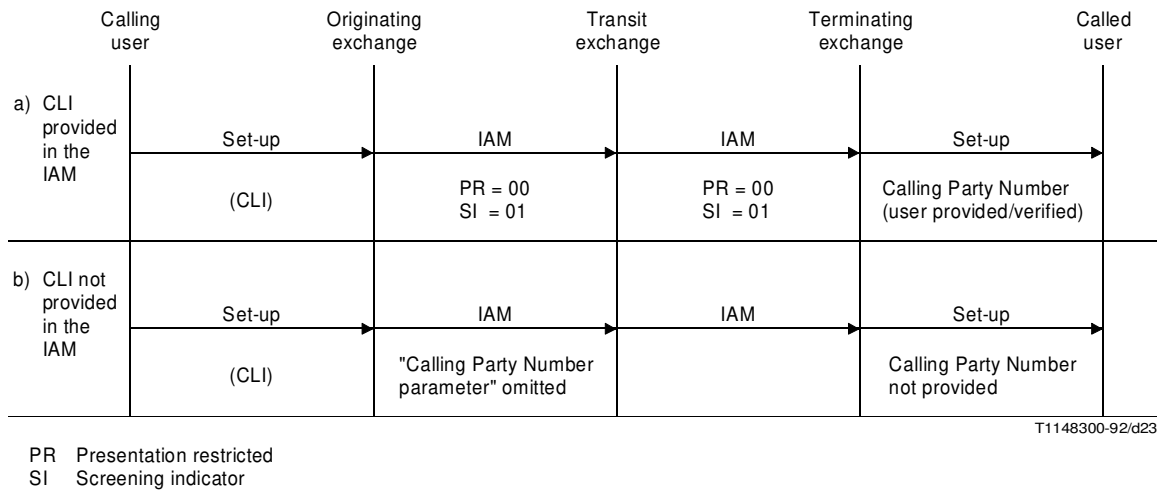 Calling user
Originating exchange
Transit exchange
Terminating exchange
Called user
a) CLI provided in the IAM
Set-up
IAM
IAM
Set-up
(CLI)
PR = 00
SI = 01
PR = 00
SI = 01
Calling Party Number
(user provided/verified)
b) CLI not provided in the IAM
Set-up
IAM
IAM
Set-up
(CLI)
"Calling Party Number
parameter" omitted
Calling Party Number
not provided
T1148300-92/d23
PR Presentation restricted
SI Screening indicator